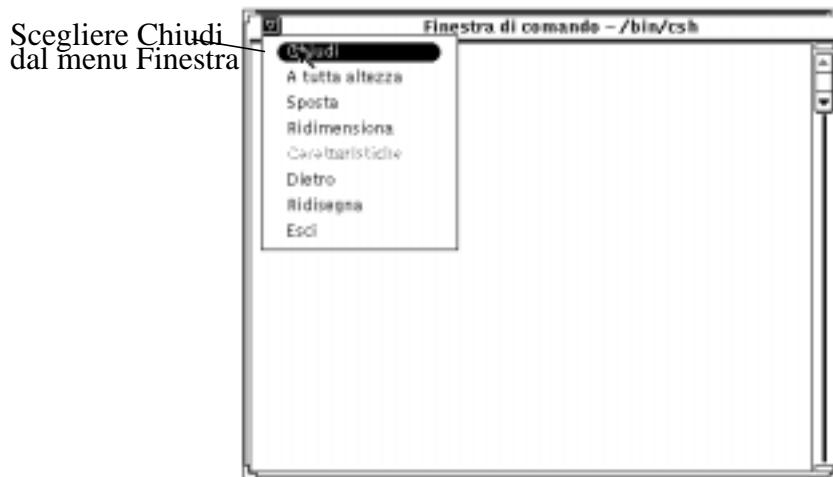 Scegliere Chiudi
dal menu Finestra
Finestra di comando - /bin/csh
Chiudi
A tutta altezza
Sposta
Ridimensiona
Caratteristiche
Dietro
Ridisegna
Esci